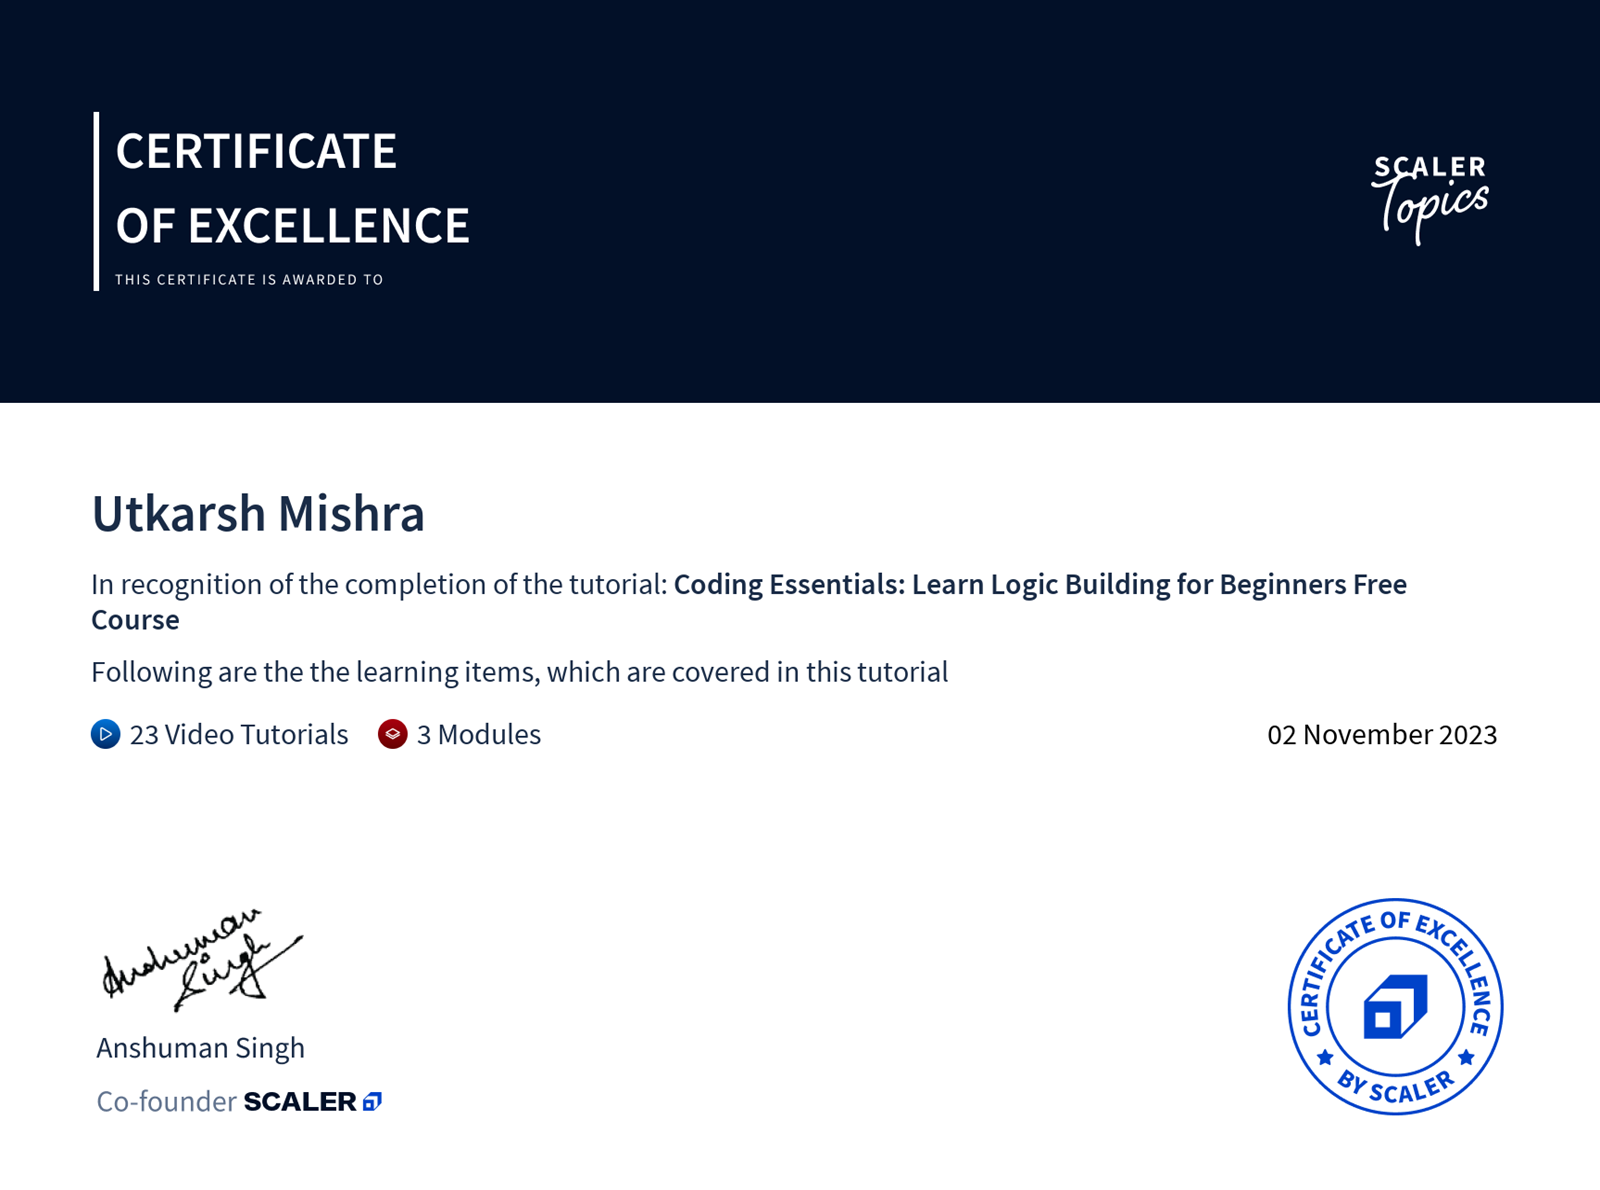 CERTIFICATE
OF EXCELLENCE
THIS CERTIFICATE IS AWARDED TO
SCALER
Topics
Utkarsh Mishra
In recognition of the completion of the tutorial: Coding Essentials: Learn Logic Building for Beginners Free
Course
Following are the the learning items, which are covered in this tutorial
23 Video Tutorials
3 Modules
02 November 2023
Anshuman
Singh
Anshuman Singh
Co-founder SCALER
CERTIFICATE OF EXCELLENCE
BY SCALER